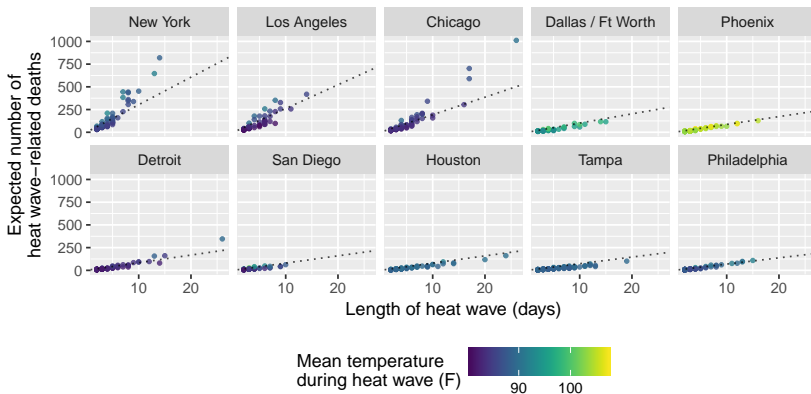 New York Los Angeles Chicago Dallas / Ft Worth Phoenix
1000
750
500
250
0
Detroit San Diego Houston Tampa Philadelphia
1000
750
500
250
0
Expected number of
heat wave−related deaths
10 20 10 20 10 20 10 20 10 20
Length of heat wave (days)
Mean temperature
during heat wave (F)
90 100